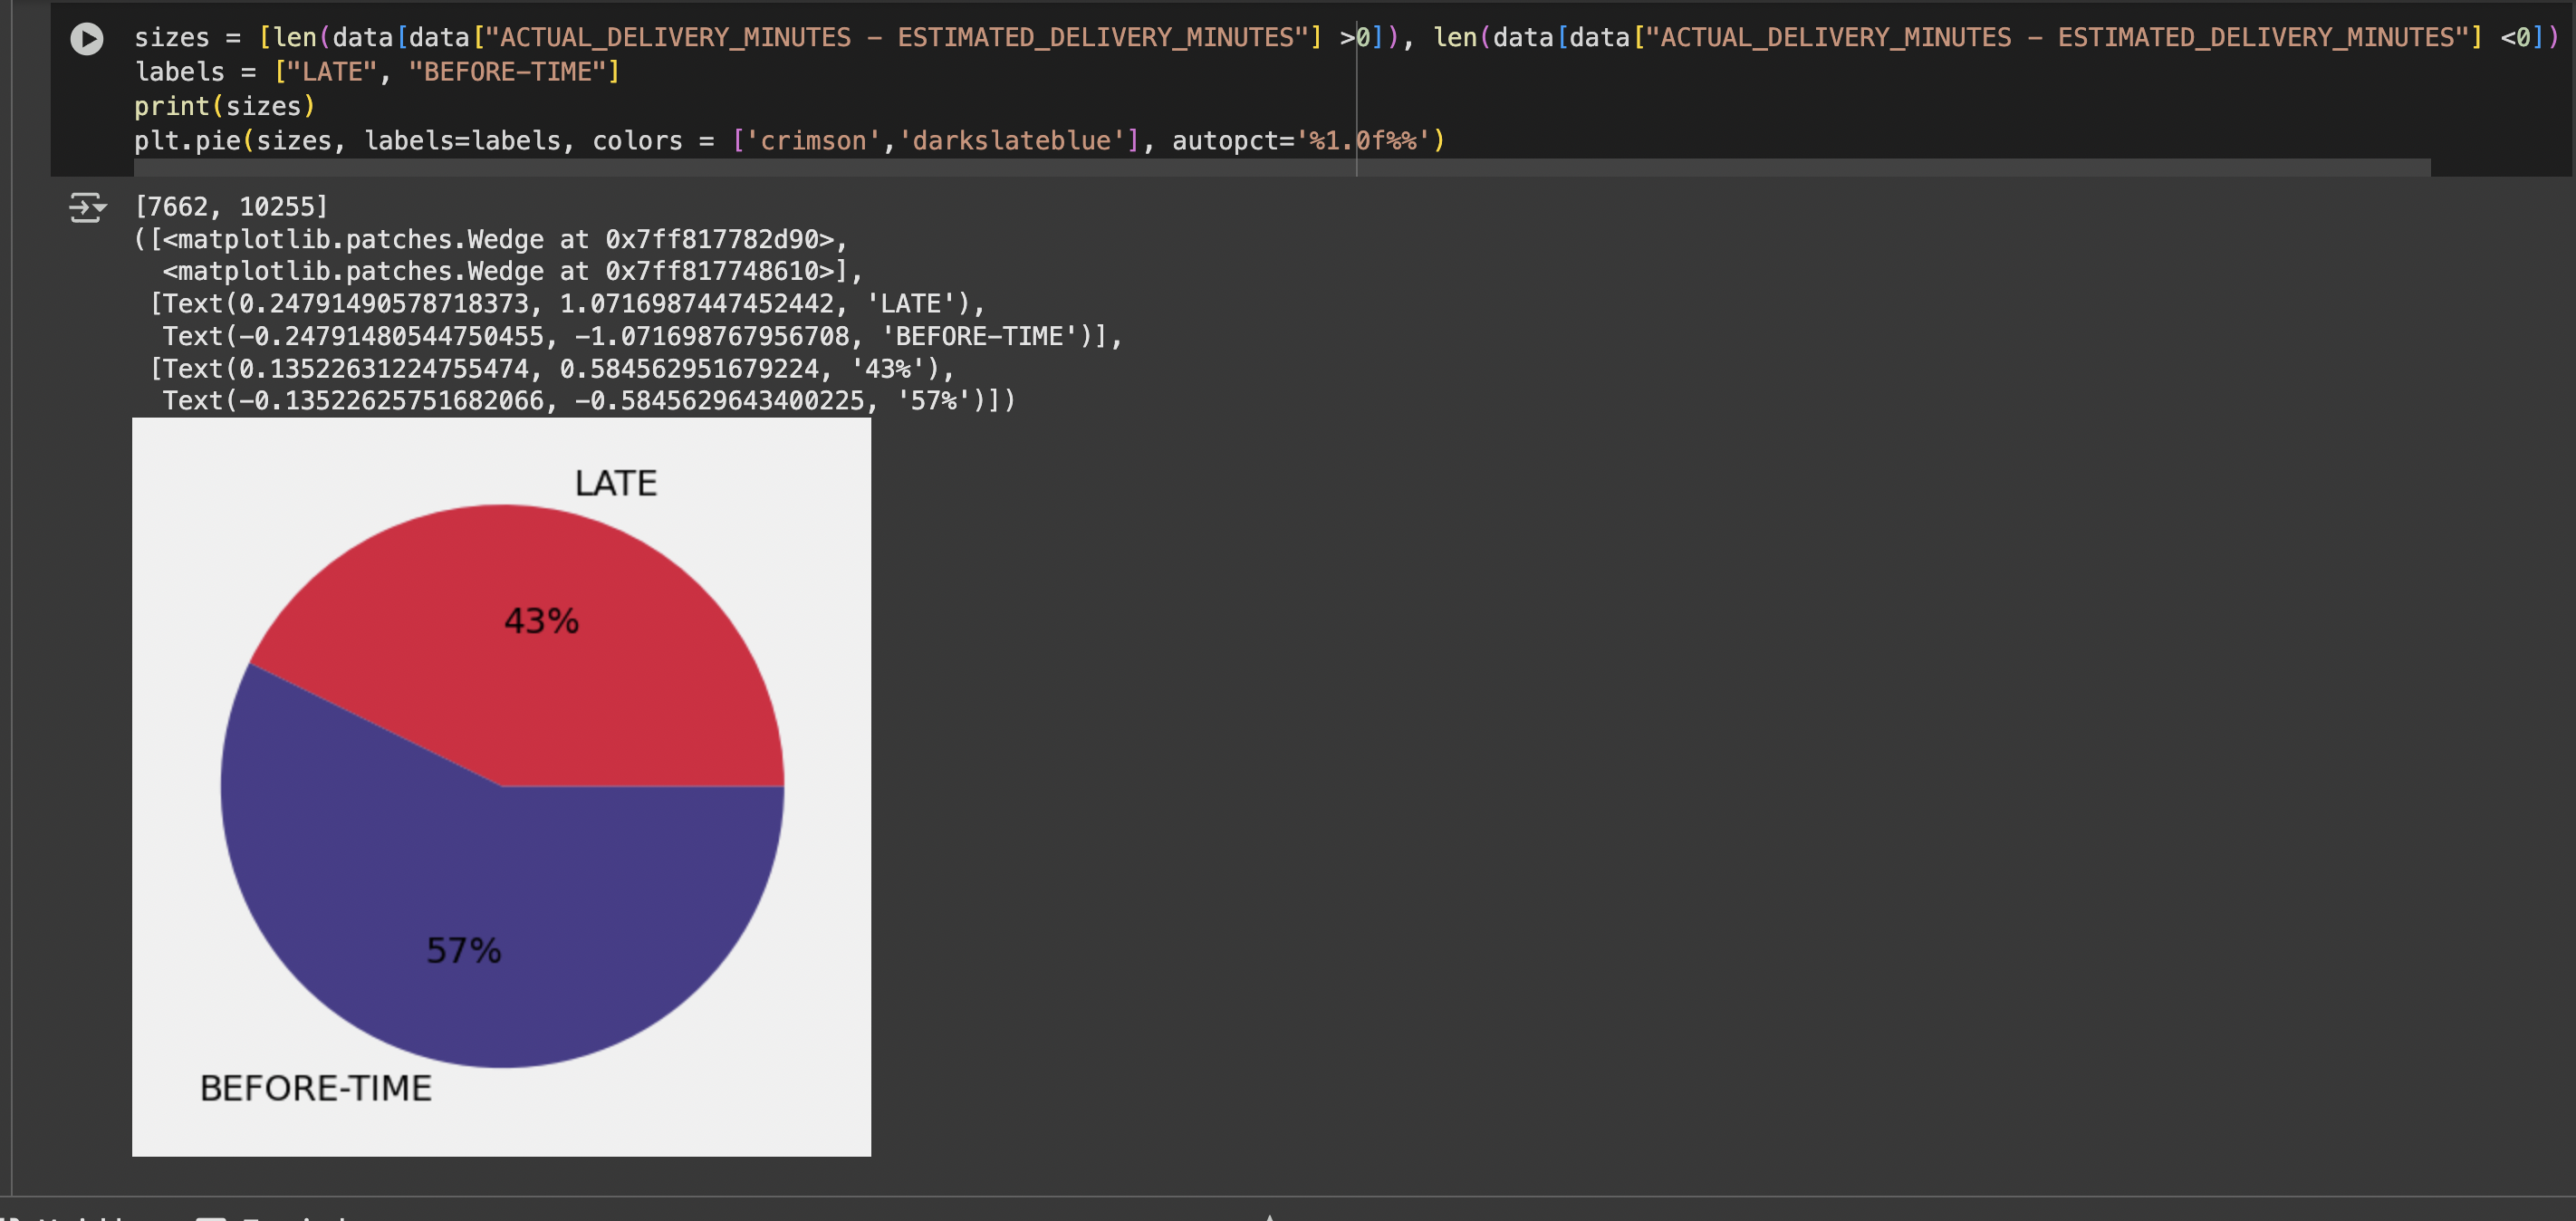 sizes = [len(data[data["ACTUAL_DELIVERY_MINUTES - ESTIMATED_DELIVERY_MINUTES"] >0]), len(data[data["ACTUAL_DELIVERY_MINUTES - ESTIMATED_DELIVERY_MINUTES"] <0])
labels = ["LATE", "BEFORE-TIME"]
print(sizes)
plt.pie(sizes, labels=labels, colors = ['crimson','darkslateblue'], autopct='%1.0f%%')
[7662, 10255]
([<matplotlib.patches.Wedge at 0x7ff817782d90>,
<matplotlib.patches.Wedge at 0x7ff817748610>],
[Text(0.24791490578718373, 1.0716987447452442, 'LATE'),
Text(-0.24791480544750455, -1.071698767956708, 'BEFORE-TIME')],
[Text(0.13522631224755474, 0.584562951679224, '43%'),
Text(-0.13522625751682066, -0.5845629643400225, '57%')])
LATE
43%
57%
BEFORE-TIME